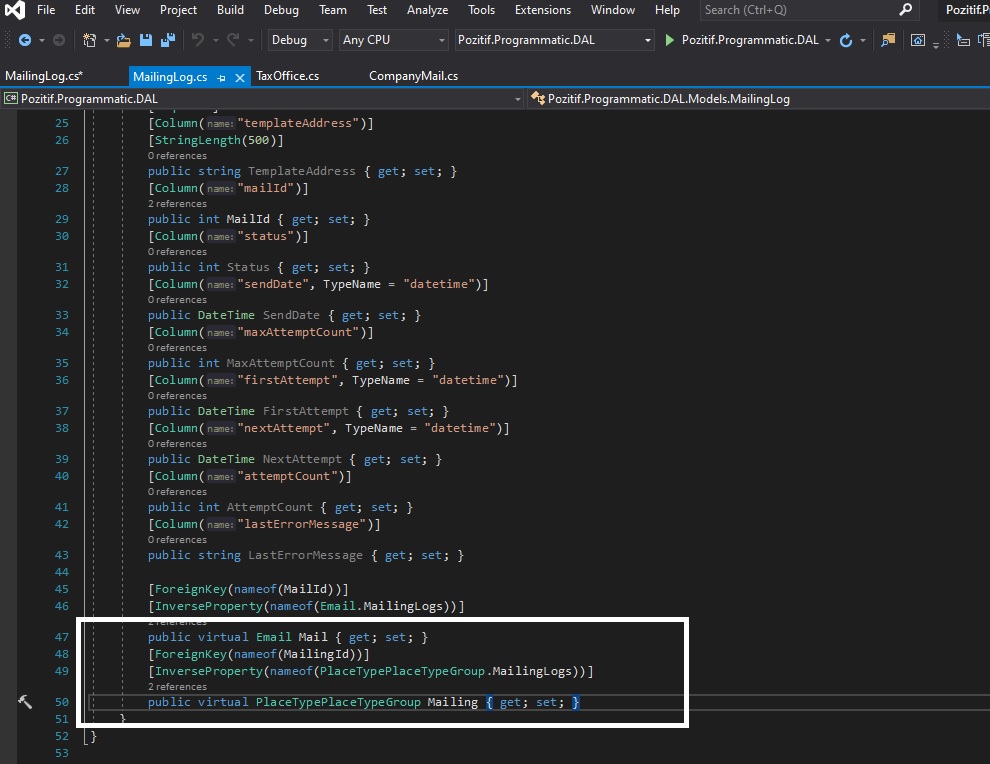 File Edit View Project Build Debug Team Test Analyze Tools Extensions Window Help Search (Ctrl+Q) Pozitif.P
Debug Any CPU Pozitif.Programmatic.DAL Pozitif.Programmatic.DAL
MailingLog.cs* MailingLog.cs TaxOffice.cs CompanyMail.cs
C# Pozitif.Programmatic.DAL Pozitif.Programmatic.DAL.Models.MailingLog
25 [Column(name:"templateAddress")]
26 [StringLength(500)]
0 references
27 public string TemplateAddress { get; set; }
28 [Column(name:"mailId")]
2 references
29 public int MailId { get; set; }
30 [Column(name:"status")]
0 references
31 public int Status { get; set; }
32 [Column(name:"sendDate", TypeName = "datetime")]
0 references
33 public DateTime SendDate { get; set; }
34 [Column(name:"maxAttemptCount")]
0 references
35 public int MaxAttemptCount { get; set; }
36 [Column(name:"firstAttempt", TypeName = "datetime")]
0 references
37 public DateTime FirstAttempt { get; set; }
38 [Column(name:"nextAttempt", TypeName = "datetime")]
0 references
39 public DateTime NextAttempt { get; set; }
40 [Column(name:"attemptCount")]
0 references
41 public int AttemptCount { get; set; }
42 [Column(name:"lastErrorMessage")]
0 references
43 public string LastErrorMessage { get; set; }
44
45 [ForeignKey(nameof(MailId))]
46 [InverseProperty(nameof(Email.MailingLogs))]
2 references
47 public virtual Email Mail { get; set; }
48 [ForeignKey(nameof(MailingId))]
49 [InverseProperty(nameof(PlaceTypePlaceTypeGroup.MailingLogs))]
2 references
50 public virtual PlaceTypePlaceTypeGroup Mailing { get; set; }
51 }
52 }
53